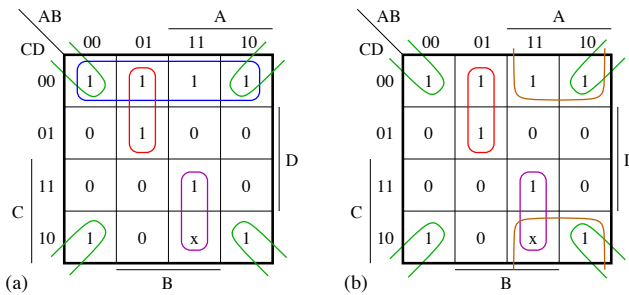 AB A AB A
00 01 11 10 00 01 11 10
CD CD
00 1 1 1 1 00 1 1 1 1
01 0 1 0 0 01 0 1 0 0
D D
11 0 0 1 0 11 0 0 1 0
C C
10 1 0 x 1 10 1 0 x 1
(a) B (b) B